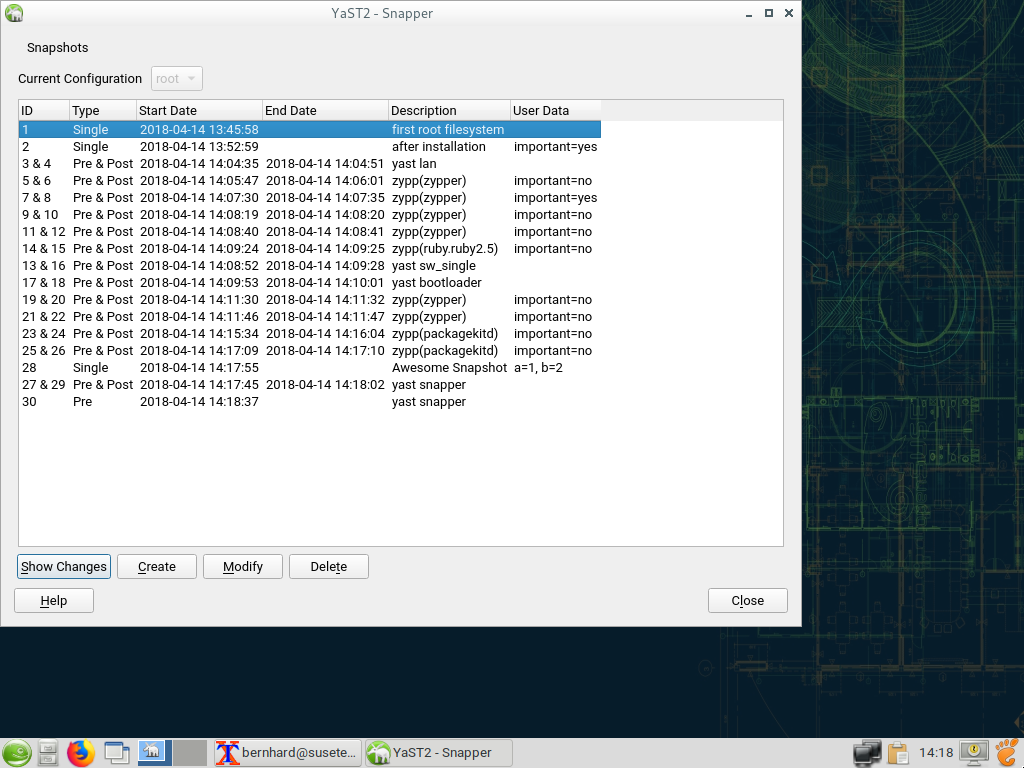 YaST2 - Snapper
Snapshots
Current Configuration root
ID Type Start Date End Date Description User Data
1 Single 2018-04-14 13:45:58 first root filesystem
2 Single 2018-04-14 13:52:59 after installation important=yes
3 & 4 Pre & Post 2018-04-14 14:04:35 2018-04-14 14:04:51 yast lan
5 & 6 Pre & Post 2018-04-14 14:05:47 2018-04-14 14:06:01 zypp(zypper) important=no
7 & 8 Pre & Post 2018-04-14 14:07:30 2018-04-14 14:07:35 zypp(zypper) important=yes
9 & 10 Pre & Post 2018-04-14 14:08:19 2018-04-14 14:08:20 zypp(zypper) important=no
11 & 12 Pre & Post 2018-04-14 14:08:40 2018-04-14 14:08:41 zypp(zypper) important=no
14 & 15 Pre & Post 2018-04-14 14:09:24 2018-04-14 14:09:25 zypp(ruby.ruby2.5) important=no
13 & 16 Pre & Post 2018-04-14 14:08:52 2018-04-14 14:09:28 yast sw_single
17 & 18 Pre & Post 2018-04-14 14:09:53 2018-04-14 14:10:01 yast bootloader
19 & 20 Pre & Post 2018-04-14 14:11:30 2018-04-14 14:11:32 zypp(zypper) important=no
21 & 22 Pre & Post 2018-04-14 14:11:46 2018-04-14 14:11:47 zypp(zypper) important=no
23 & 24 Pre & Post 2018-04-14 14:15:34 2018-04-14 14:16:04 zypp(packagekitd) important=no
25 & 26 Pre & Post 2018-04-14 14:17:09 2018-04-14 14:17:10 zypp(packagekitd) important=no
28 Single 2018-04-14 14:17:55 Awesome Snapshot a=1, b=2
27 & 29 Pre & Post 2018-04-14 14:17:45 2018-04-14 14:18:02 yast snapper
30 Pre 2018-04-14 14:18:37 yast snapper
Show Changes Create Modify Delete
Help Close
bernhard@susete... YaST2 - Snapper 14:18